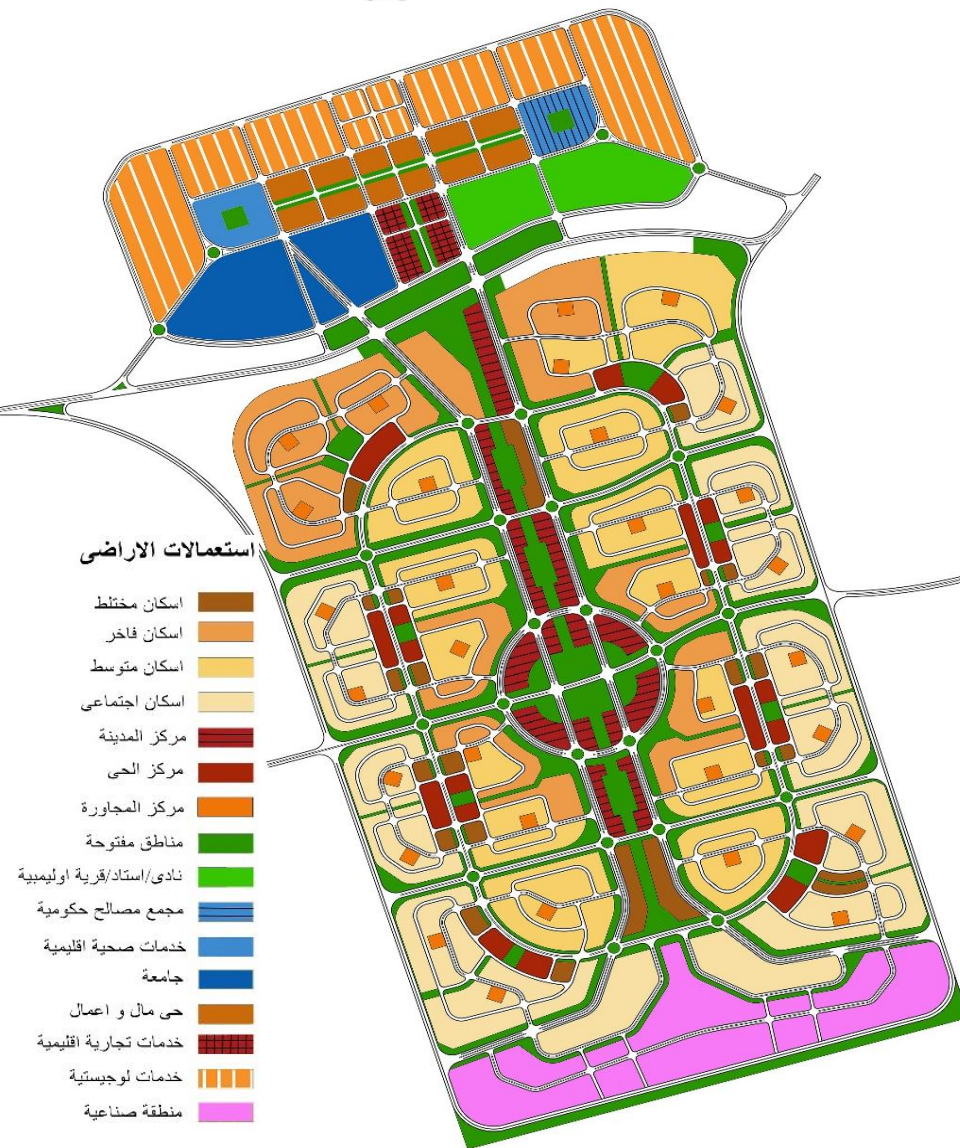 استعمالات الاراضى
اسكان مختلط
اسكان فاخر
اسكان متوسط
اسكان اجتماعى
مركز المدينة
مركز الحى
مركز المجاورة
مناطق مفتوحة
نادى/استاد/قرية اوليمبية
مجمع مصالح حكومية
خدمات صحية اقليمية
جامعة
حى مال و اعمال
خدمات تجارية اقليمية
خدمات لوجيستية
منطقة صناعية